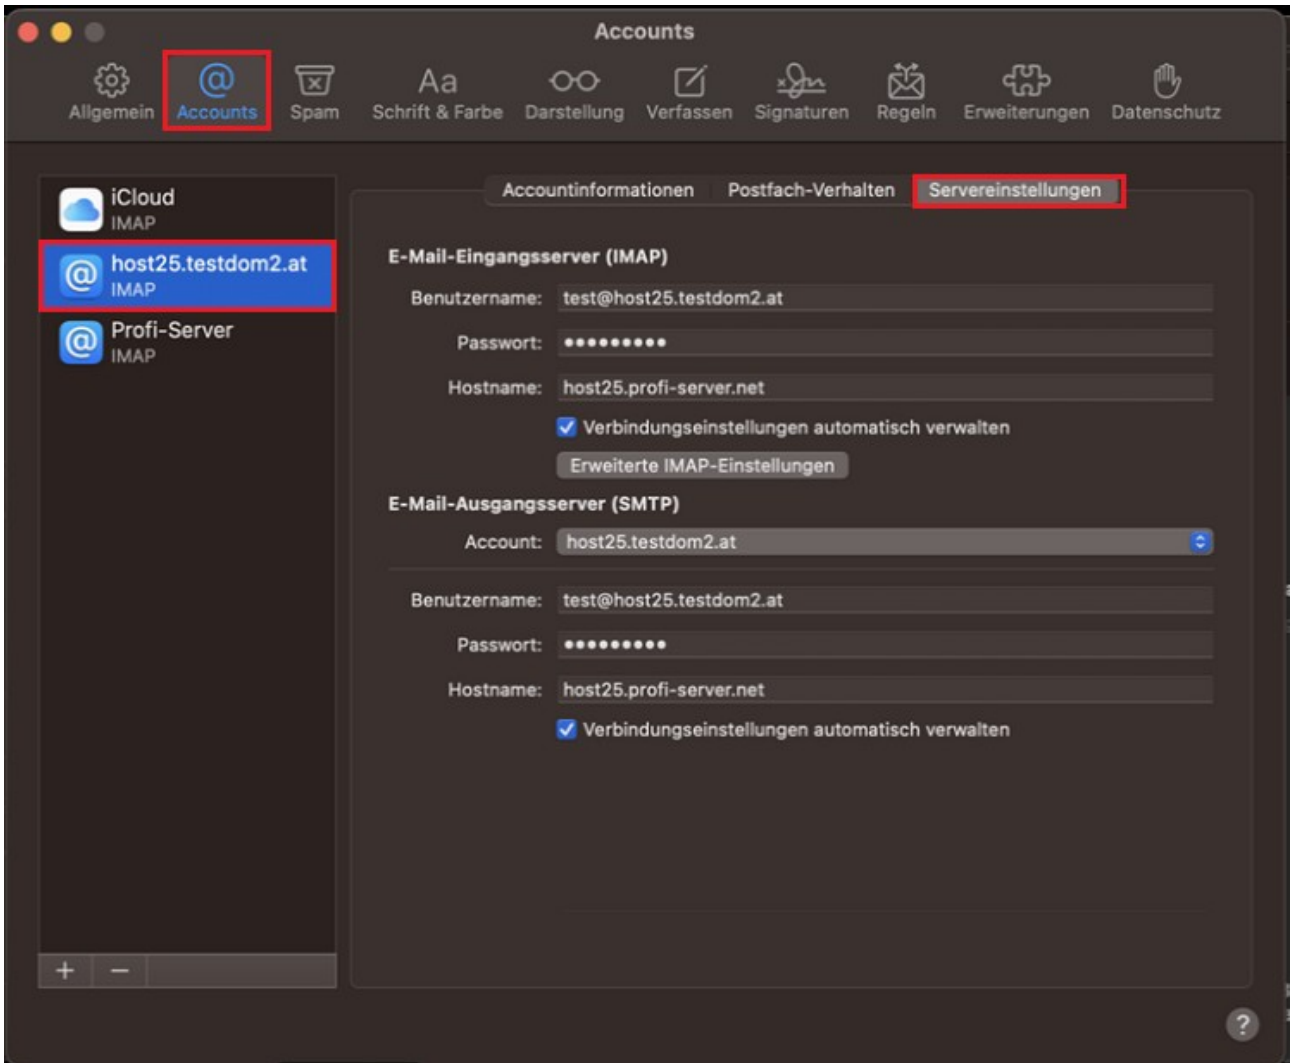 Accounts
Allgemein Accounts Spam Schrift & Farbe Darstellung Verfassen Signaturen Regeln Erweiterungen Datenschutz
iCloud
IMAP
host25.testdom2.at
IMAP
Profi-Server
IMAP
Accountinformationen Postfach-Verhalten Servereinstellungen
E-Mail-Eingangsserver (IMAP)
Benutzername: test@host25.testdom2.at
Passwort: •••••••••
Hostname: host25.profi-server.net
Verbindungseinstellungen automatisch verwalten
Erweiterte IMAP-Einstellungen
E-Mail-Ausgangsserver (SMTP)
Account: host25.testdom2.at
Benutzername: test@host25.testdom2.at
Passwort: •••••••••
Hostname: host25.profi-server.net
Verbindungseinstellungen automatisch verwalten
+ −
?